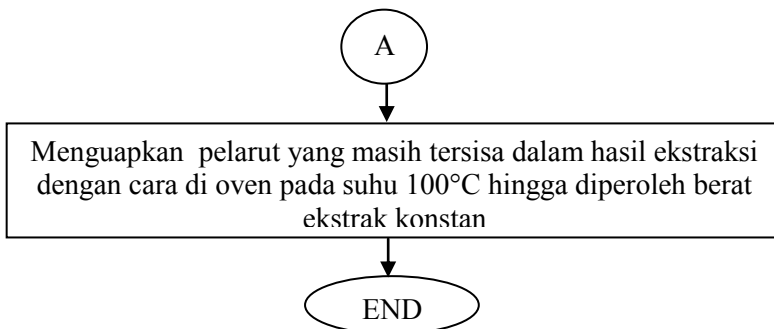 A
Menguapkan pelarut yang masih tersisa dalam hasil ekstraksi
dengan cara di oven pada suhu 100°C hingga diperoleh berat
ekstrak konstan
END